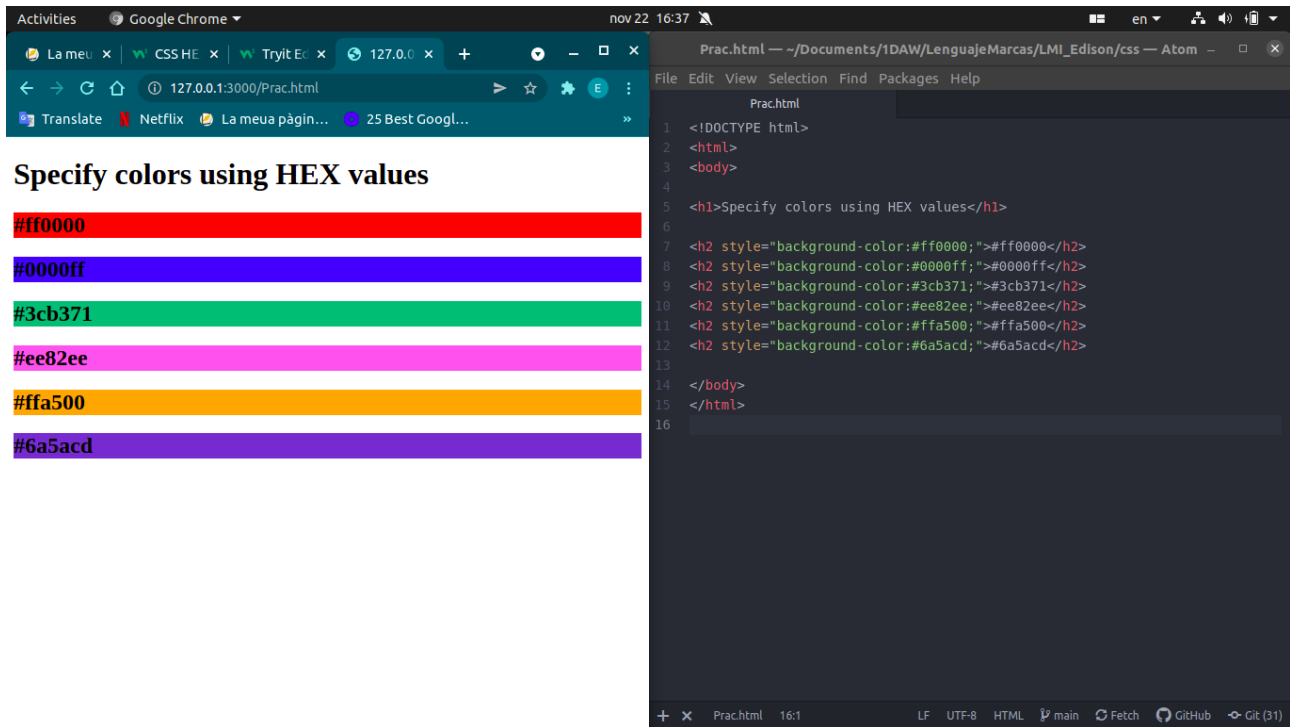 Activities Google Chrome nov 22 16:37 en
La meu CSS HE Tryit Ed 127.0.0
127.0.0.1:3000/Prac.html E
Translate Netflix La meua pàgin... 25 Best Googl... »
Specify colors using HEX values
#ff0000
#0000ff
#3cb371
#ee82ee
#ffa500
#6a5acd
Prac.html — ~/Documents/1DAW/LenguajeMarcas/LMI_Edison/css — Atom
File Edit View Selection Find Packages Help
Prac.html
1 <!DOCTYPE html>
2 <html>
3 <body>
4
5 <h1>Specify colors using HEX values</h1>
6
7 <h2 style="background-color:#ff0000;">#ff0000</h2>
8 <h2 style="background-color:#0000ff;">#0000ff</h2>
9 <h2 style="background-color:#3cb371;">#3cb371</h2>
10 <h2 style="background-color:#ee82ee;">#ee82ee</h2>
11 <h2 style="background-color:#ffa500;">#ffa500</h2>
12 <h2 style="background-color:#6a5acd;">#6a5acd</h2>
13
14 </body>
15 </html>
16
Prac.html 16:1 LF UTF-8 HTML main Fetch GitHub Git (31)